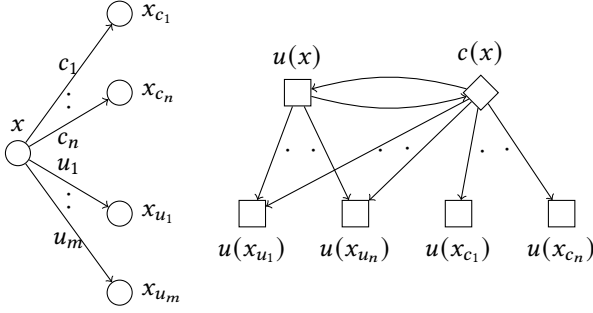 x_{c_1}
c_1
x_{c_n}
c_n
x
u_1
x_{u_1}
u_m
x_{u_m}
u(x)
c(x)
u(x_{u_1})
u(x_{u_n})
u(x_{c_1})
u(x_{c_n})